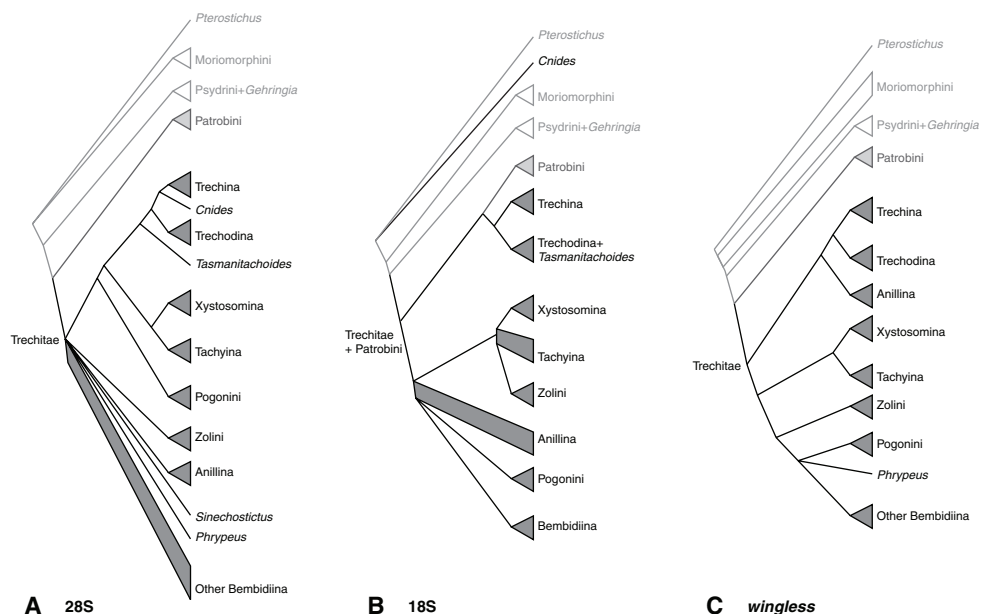 Pterostichus
Moriomorphini
Psydrini+Gehringia
Patrobini
Trechina
Cnides
Trechodina
Tasmanitachoides
Xystosomina
Tachyina
Trechitae
Pogonini
Zolini
Anillina
Sinechostictus
Phrypeus
Other Bembidiina
A 28S
Pterostichus
Cnides
Moriomorphini
Psydrini+Gehringia
Patrobini
Trechina
Trechodina+
Tasmanitachoides
Xystosomina
Trechitae
+ Patrobini
Tachyina
Zolini
Anillina
Pogonini
Bembidiina
B 18S
Pterostichus
Moriomorphini
Psydrini+Gehringia
Patrobini
Trechina
Trechodina
Anillina
Xystosomina
Trechitae
Tachyina
Zolini
Pogonini
Phrypeus
Other Bembidiina
C wingless